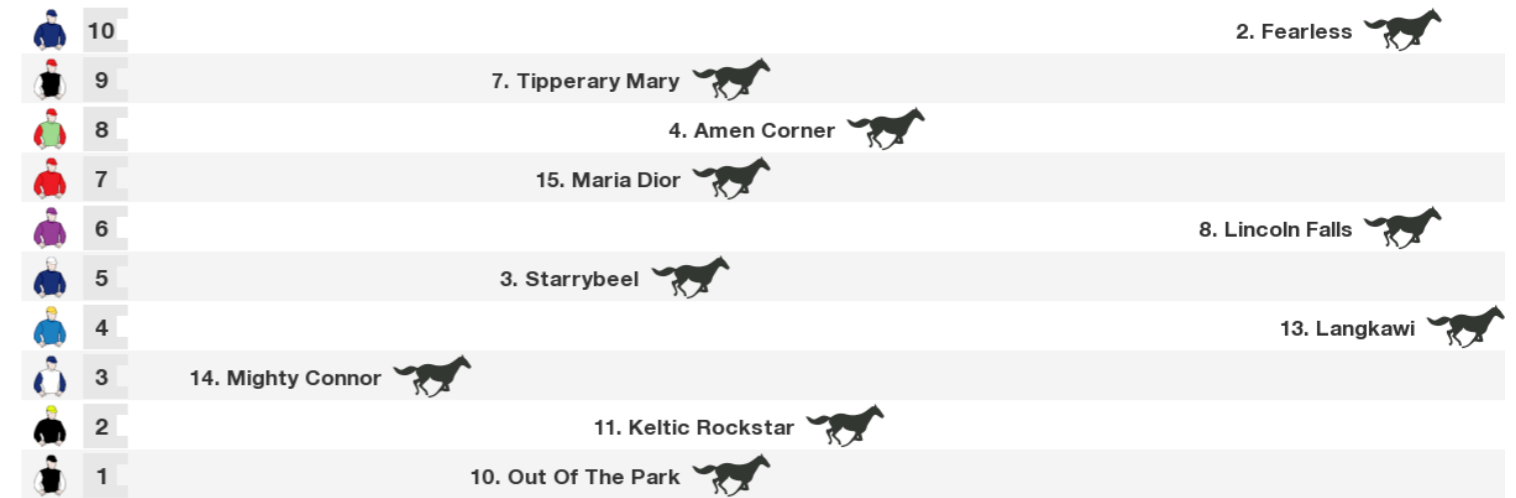 10 2. Fearless
9 7. Tipperary Mary
8 4. Amen Corner
7 15. Maria Dior
6 8. Lincoln Falls
5 3. Starrybeel
4 13. Langkawi
3 14. Mighty Connor
2 11. Keltic Rockstar
1 10. Out Of The Park